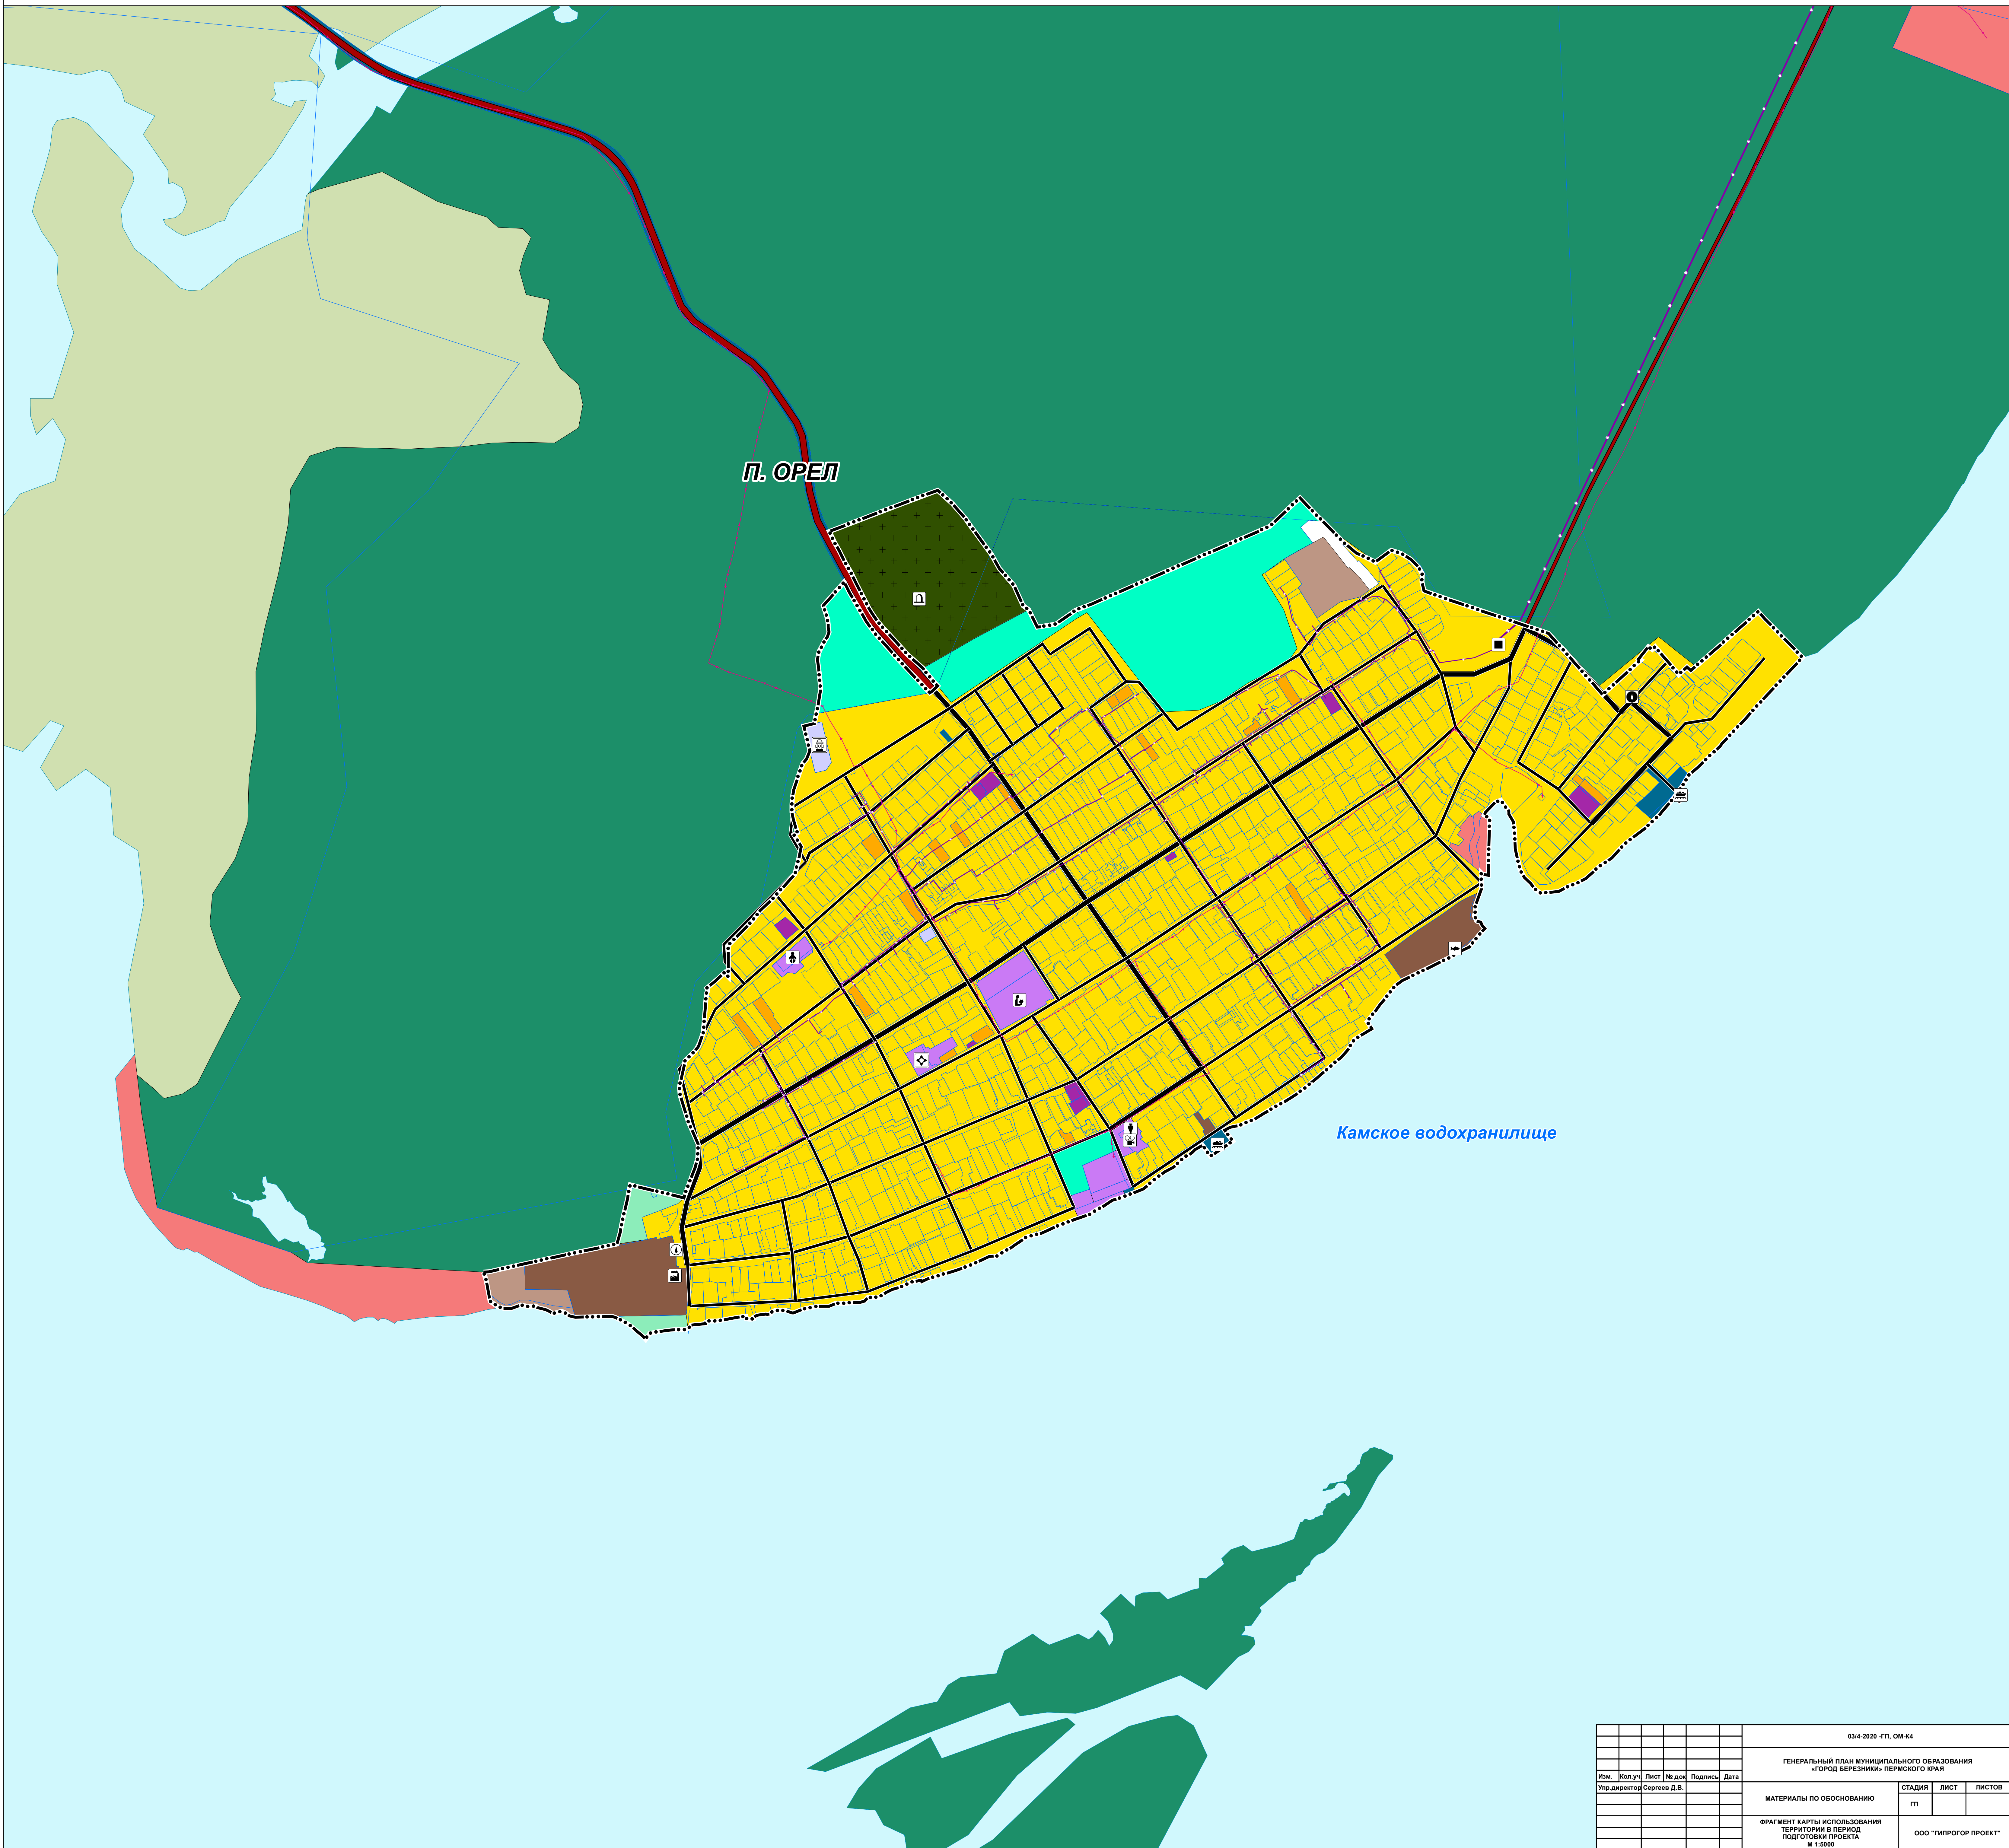 П. ОРЕЛ
Камское водохранилище
03/4-2020 -ГП, ОМ-К4
ГЕНЕРАЛЬНЫЙ ПЛАН МУНИЦИПАЛЬНОГО ОБРАЗОВАНИЯ
«ГОРОД БЕРЕЗНИКИ» ПЕРМСКОГО КРАЯ
Изм. Кол.уч Лист № док Подпись Дата
Упр.директор Сергеев Д.В.
МАТЕРИАЛЫ ПО ОБОСНОВАНИЮ
СТАДИЯ ЛИСТ ЛИСТОВ
ГП
ФРАГМЕНТ КАРТЫ ИСПОЛЬЗОВАНИЯ
ТЕРРИТОРИИ В ПЕРИОД
ПОДГОТОВКИ ПРОЕКТА
М 1:5000
ООО "ГИПРОГОР ПРОЕКТ"